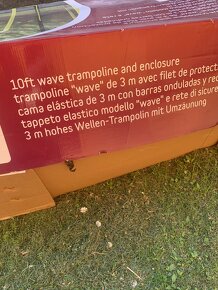 10ft wave trampoline and enclosure
trampoline "wave" de 3 m avec filet de protect
cama elástica de 3 m con barras onduladas y rec
tappeto elastico modello "wave" e rete di sicure
3 m hohes Wellen-Trampolin mit Umzäunung